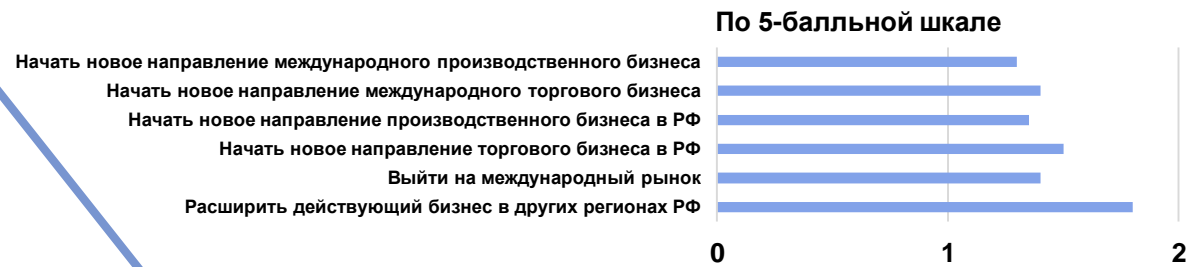 По 5-балльной шкале
Начать новое направление международного производственного бизнеса
Начать новое направление международного торгового бизнеса
Начать новое направление производственного бизнеса в РФ
Начать новое направление торгового бизнеса в РФ
Выйти на международный рынок
Расширить действующий бизнес в других регионах РФ
0 1 2